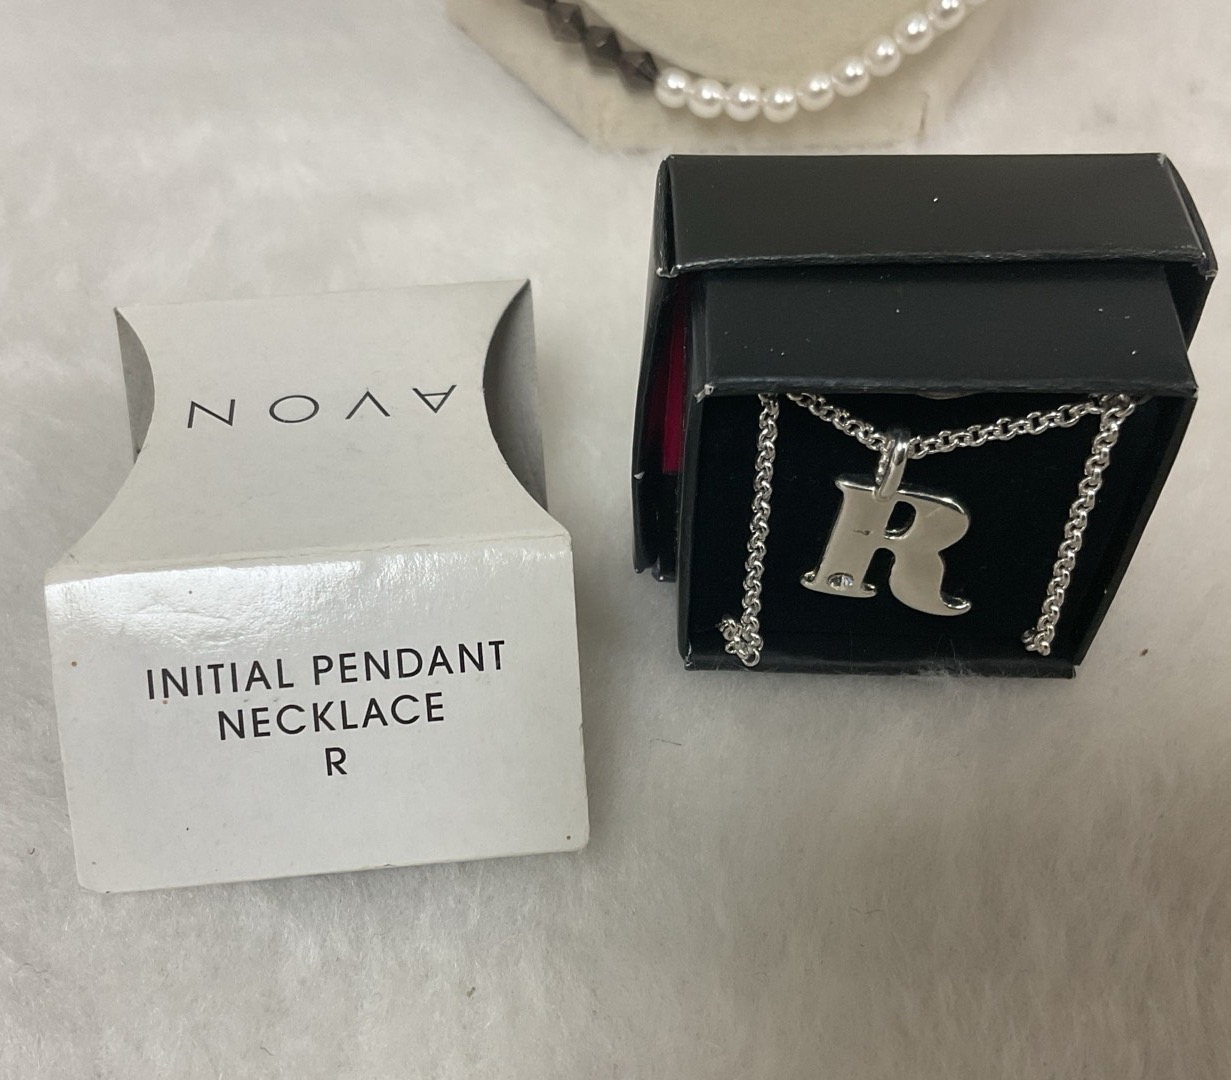 AVON
INITIAL PENDANT
NECKLACE
R
R